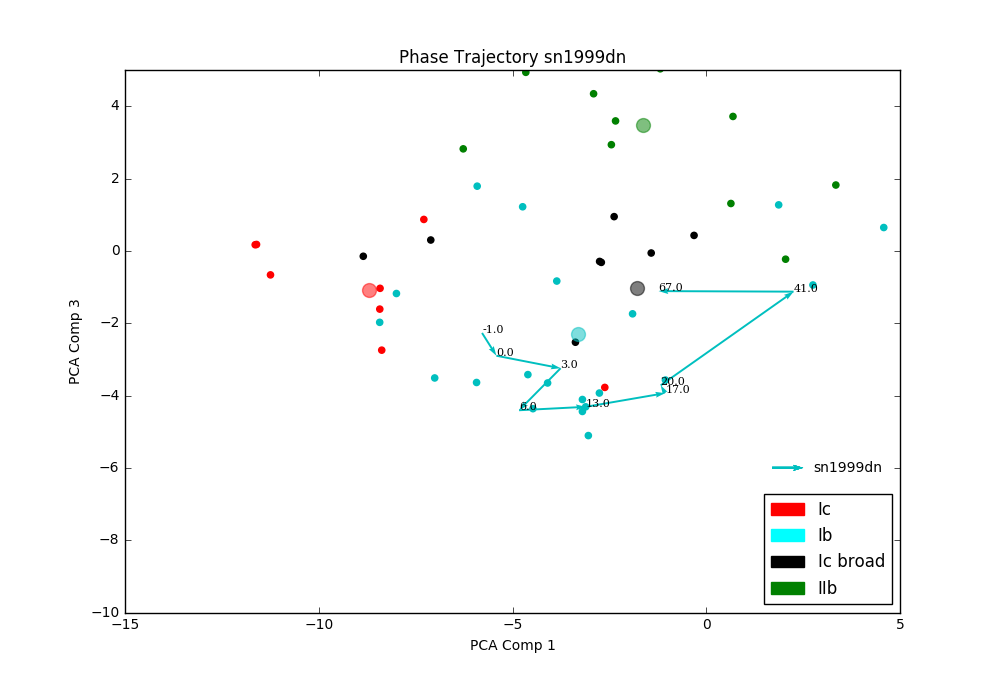 Phase Trajectory sn1999dn
4
2
0
−2
−4
−6
−8
−10
PCA Comp 3
67.0
41.0
-1.0
0.0
3.0
20.0
17.0
6.0
13.0
sn1999dn
Ic
Ib
Ic broad
IIb
−15
−10
−5
0
5
PCA Comp 1